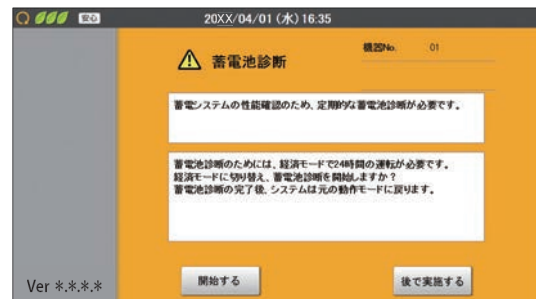 安心 20XX/04/01 (水) 16:35
蓄電池診断
機器No. 01
蓄電システムの性能確認のため、定期的な蓄電池診断が必要です。
蓄電池診断のためには、経済モードで24時間の運転が必要です。
経済モードに切り替え、蓄電池診断を開始しますか？
蓄電池診断の完了後、システムは元の動作モードに戻ります。
開始する 後で実施する
Ver *.*.*.*